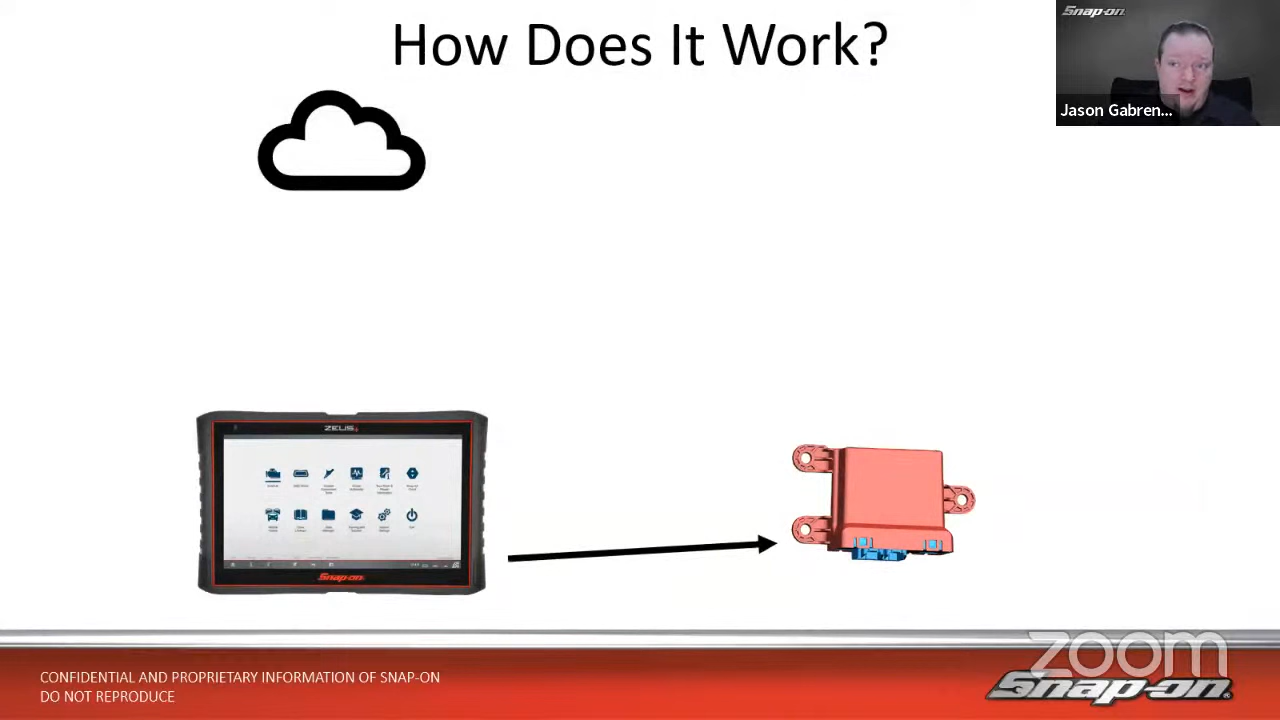 How Does It Work?
Snap-on
Jason Gabren...
ZEUS
Snap-on
CONFIDENTIAL AND PROPRIETARY INFORMATION OF SNAP-ON
DO NOT REPRODUCE
zoom
Snap-on